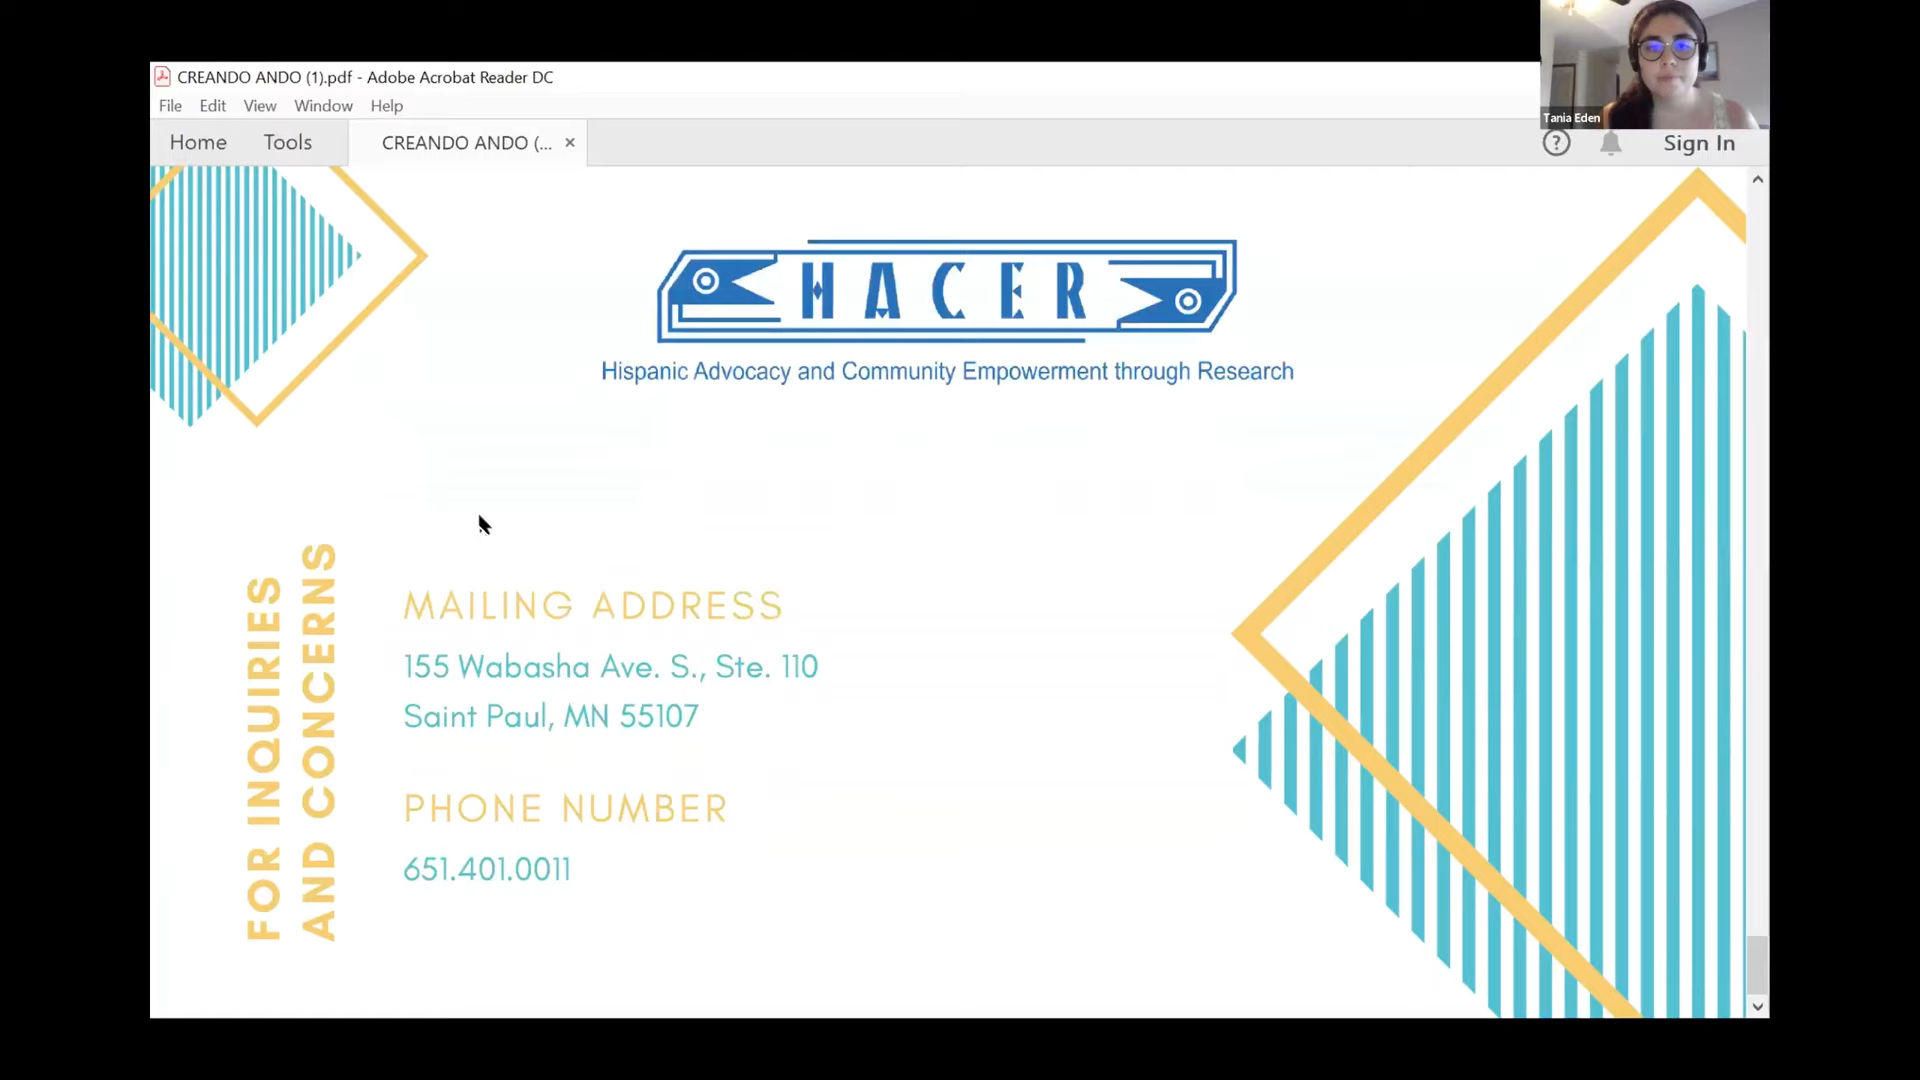 CREANDO ANDO (1).pdf - Adobe Acrobat Reader DC
File Edit View Window Help
Home Tools CREANDO ANDO (... ×
Tania Eden
? Sign In
HACER
Hispanic Advocacy and Community Empowerment through Research
FOR INQUIRIES
AND CONCERNS
MAILING ADDRESS
155 Wabasha Ave. S., Ste. 110
Saint Paul, MN 55107
PHONE NUMBER
651.401.0011